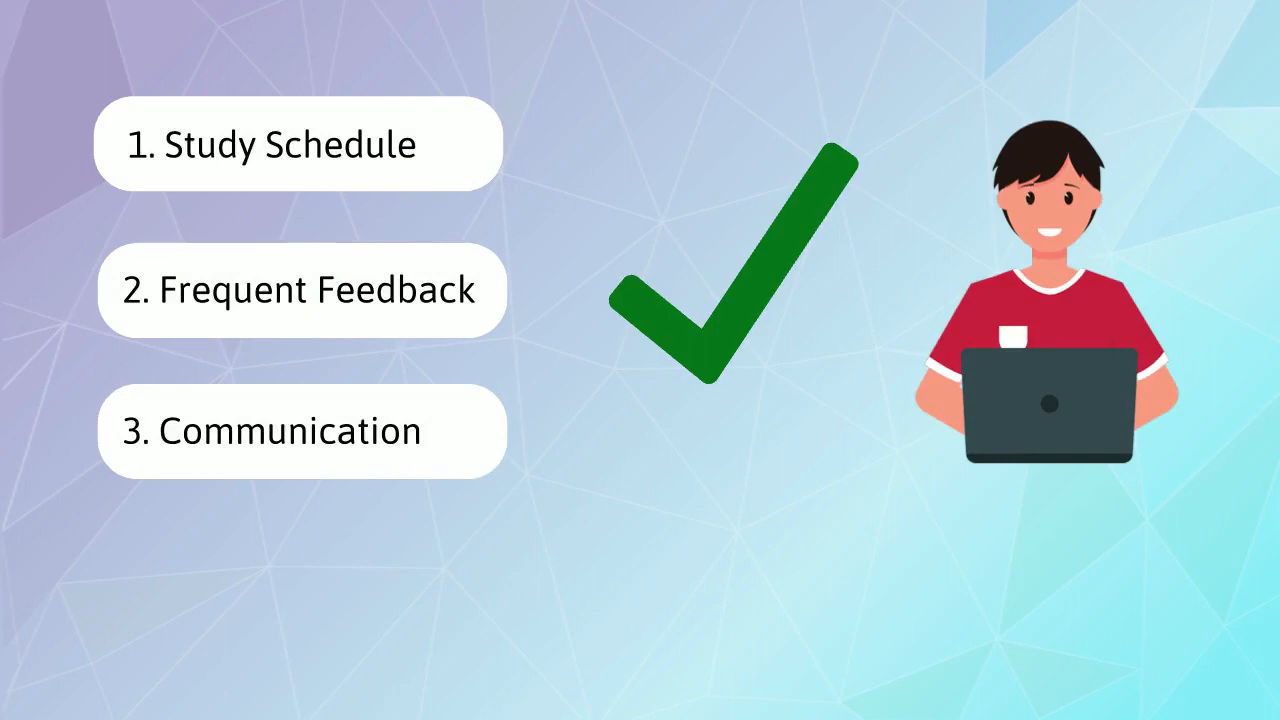 1. Study Schedule
2. Frequent Feedback
3. Communication